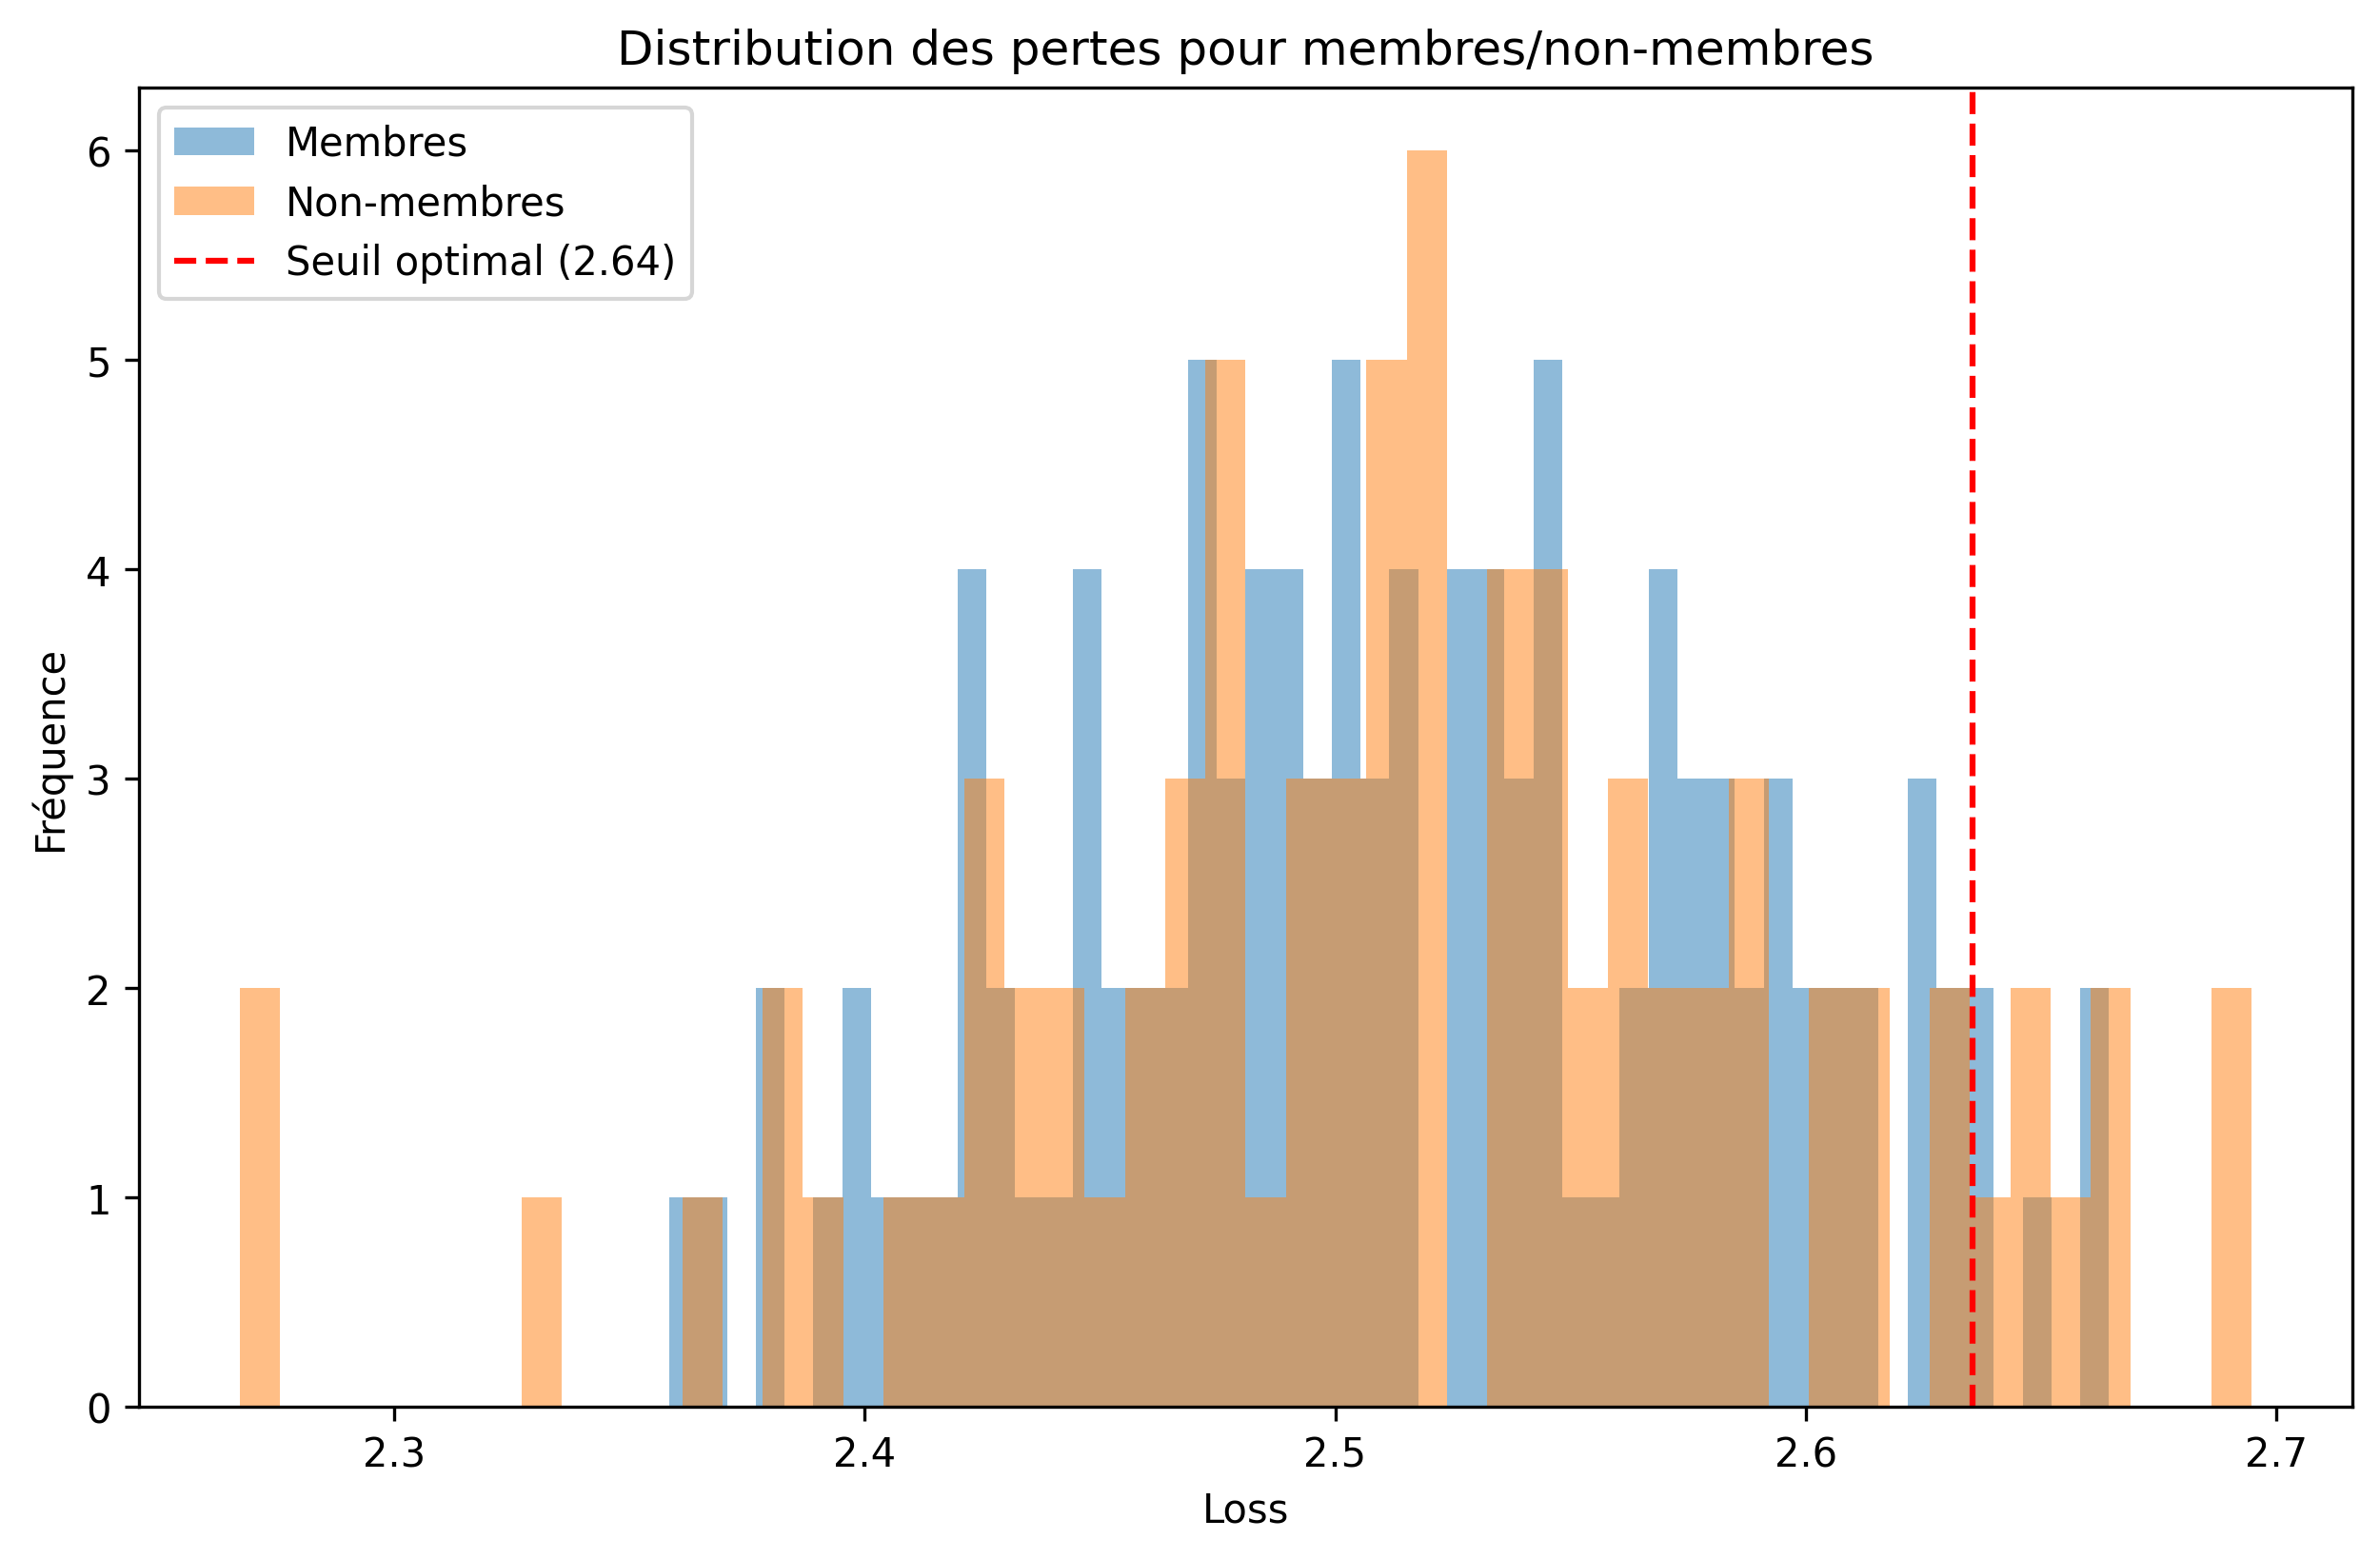 Distribution des pertes pour membres/non-membres
Membres
Non-membres
Seuil optimal (2.64)
Fréquence
6
5
4
3
2
1
0
2.3 2.4 2.5 2.6 2.7
Loss